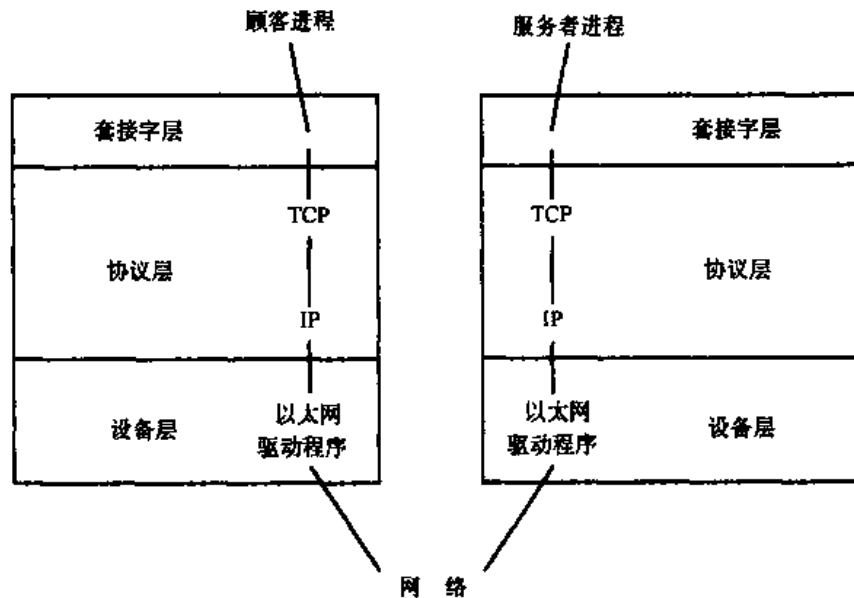 顾客进程
服务者进程
套接字层
套接字层
TCP
TCP
协议层
协议层
IP
IP
以太网
驱动程序
设备层
以太网
驱动程序
设备层
网 络